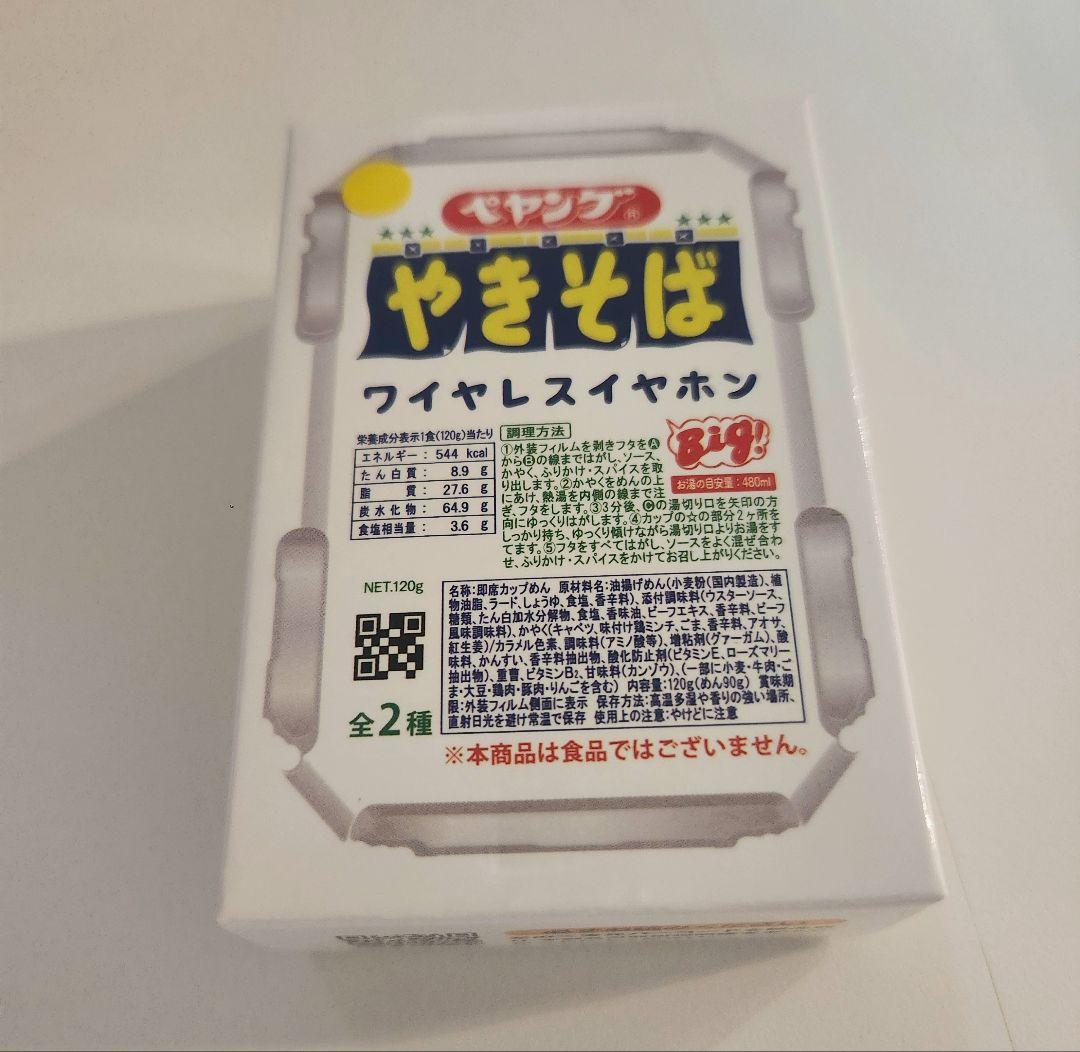 ペヤング®
やきそば
ワイヤレスイヤホン
栄養成分表示1食(120g)当たり
エネルギー: 544 kcal
たん白質: 8.9 g
脂質: 27.6 g
炭水化物: 64.9 g
食塩相当量: 3.6 g
調理方法
①外装フィルムを剥きフタをⒶ
からⒷの線まではがし、ソース、
かやく、ふりかけ・スパイスを取
り出します。②かやくをめんの上
にあけ、熱湯を内側の線まで注
ぎ、フタをします。③3分後、Ⓒの湯切り口を矢印の方
向にゆっくりはがします。④カップの☆の部分2ヶ所を
しっかり持ち、ゆっくり傾けながら湯切り口よりお湯をす
てます。⑤フタをすべてはがし、ソースをよく混ぜ合わ
せ、ふりかけ・スパイスをかけてお召し上がりください。
Big!
お湯の目安量:480ml
NET.120g
名称:即席カップめん 原材料名:油揚げめん(小麦粉(国内製造)、植
物油脂、ラード、しょうゆ、食塩、香辛料)、添付調味料(ウスターソース、
糖類、たん白加水分解物、食塩、香味油、ビーフエキス、香辛料、ビーフ
風味調味料)、かやく(キャベツ、味付け鶏ミンチ、ごま、香辛料、アオサ、
紅生姜)/カラメル色素、調味料(アミノ酸等)、増粘剤(グァーガム)、酸
味料、かんすい、香辛料抽出物、酸化防止剤(ビタミンE、ローズマリー
抽出物)、重曹、ビタミンB₂、甘味料(カンゾウ)、(一部に小麦・牛肉・ご
ま・大豆・鶏肉・豚肉・りんごを含む) 内容量:120g(めん90g) 賞味期
限:外装フィルム側面に表示 保存方法:高温多湿や香りの強い場所、
直射日光を避け常温で保存 使用上の注意:やけどに注意
全2種
※本商品は食品ではございません。